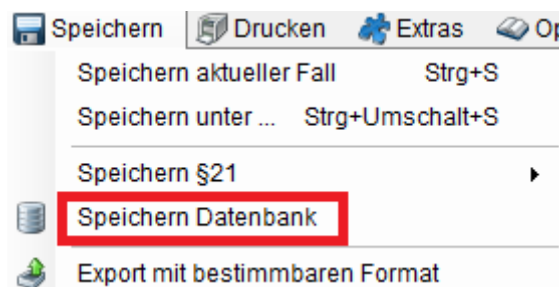 Speichern Drucken Extras Op
Speichern aktueller Fall Strg+S
Speichern unter ... Strg+Umschalt+S
Speichern §21
Speichern Datenbank
Export mit bestimmbaren Format